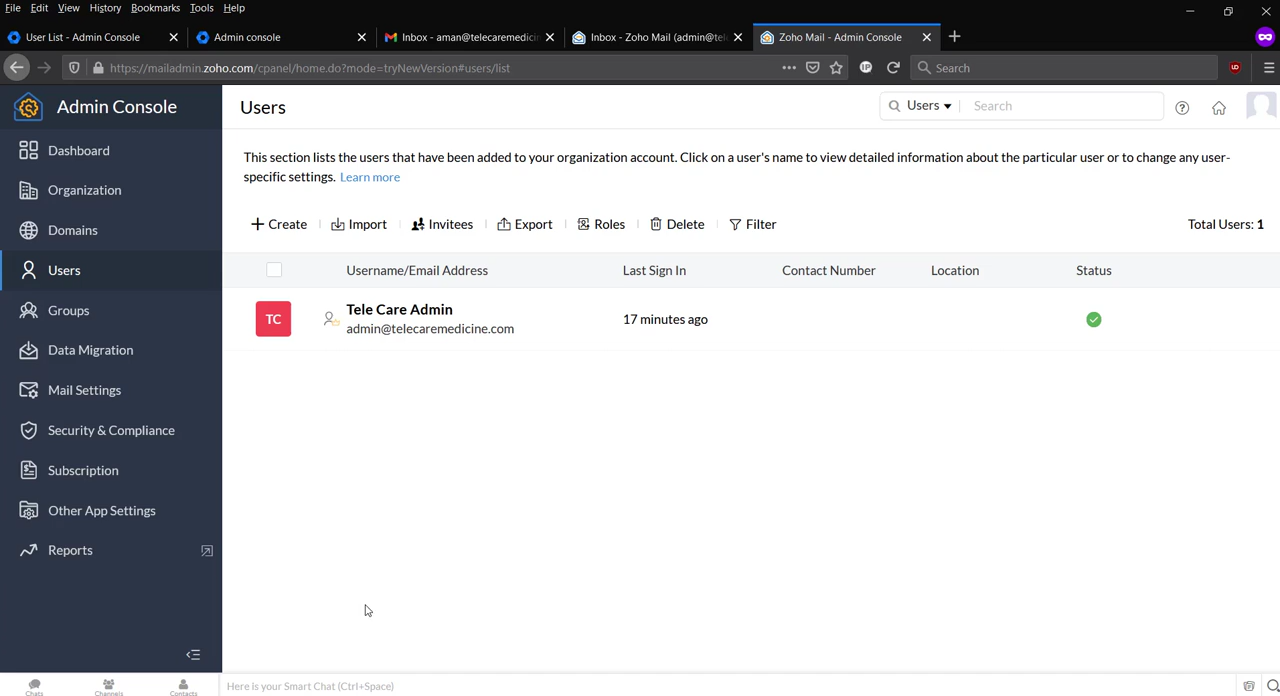 File Edit View History Bookmarks Tools Help
User List - Admin Console
Admin console
Inbox - aman@telecaremedicin
Inbox - Zoho Mail (admin@tel
Zoho Mail - Admin Console
https://mailadmin.zoho.com/cpanel/home.do?mode=tryNewVersion#users/list
Search
Admin Console
Users
Users
Search
Dashboard
Organization
Domains
Users
Groups
Data Migration
Mail Settings
Security & Compliance
Subscription
Other App Settings
Reports
This section lists the users that have been added to your organization account. Click on a user's name to view detailed information about the particular user or to change any user-
specific settings. Learn more
Create Import Invitees Export Roles Delete Filter Total Users: 1
Username/Email Address Last Sign In Contact Number Location Status
TC
Tele Care Admin
admin@telecaremedicine.com
17 minutes ago
Chats Channels Contacts
Here is your Smart Chat (Ctrl+Space)